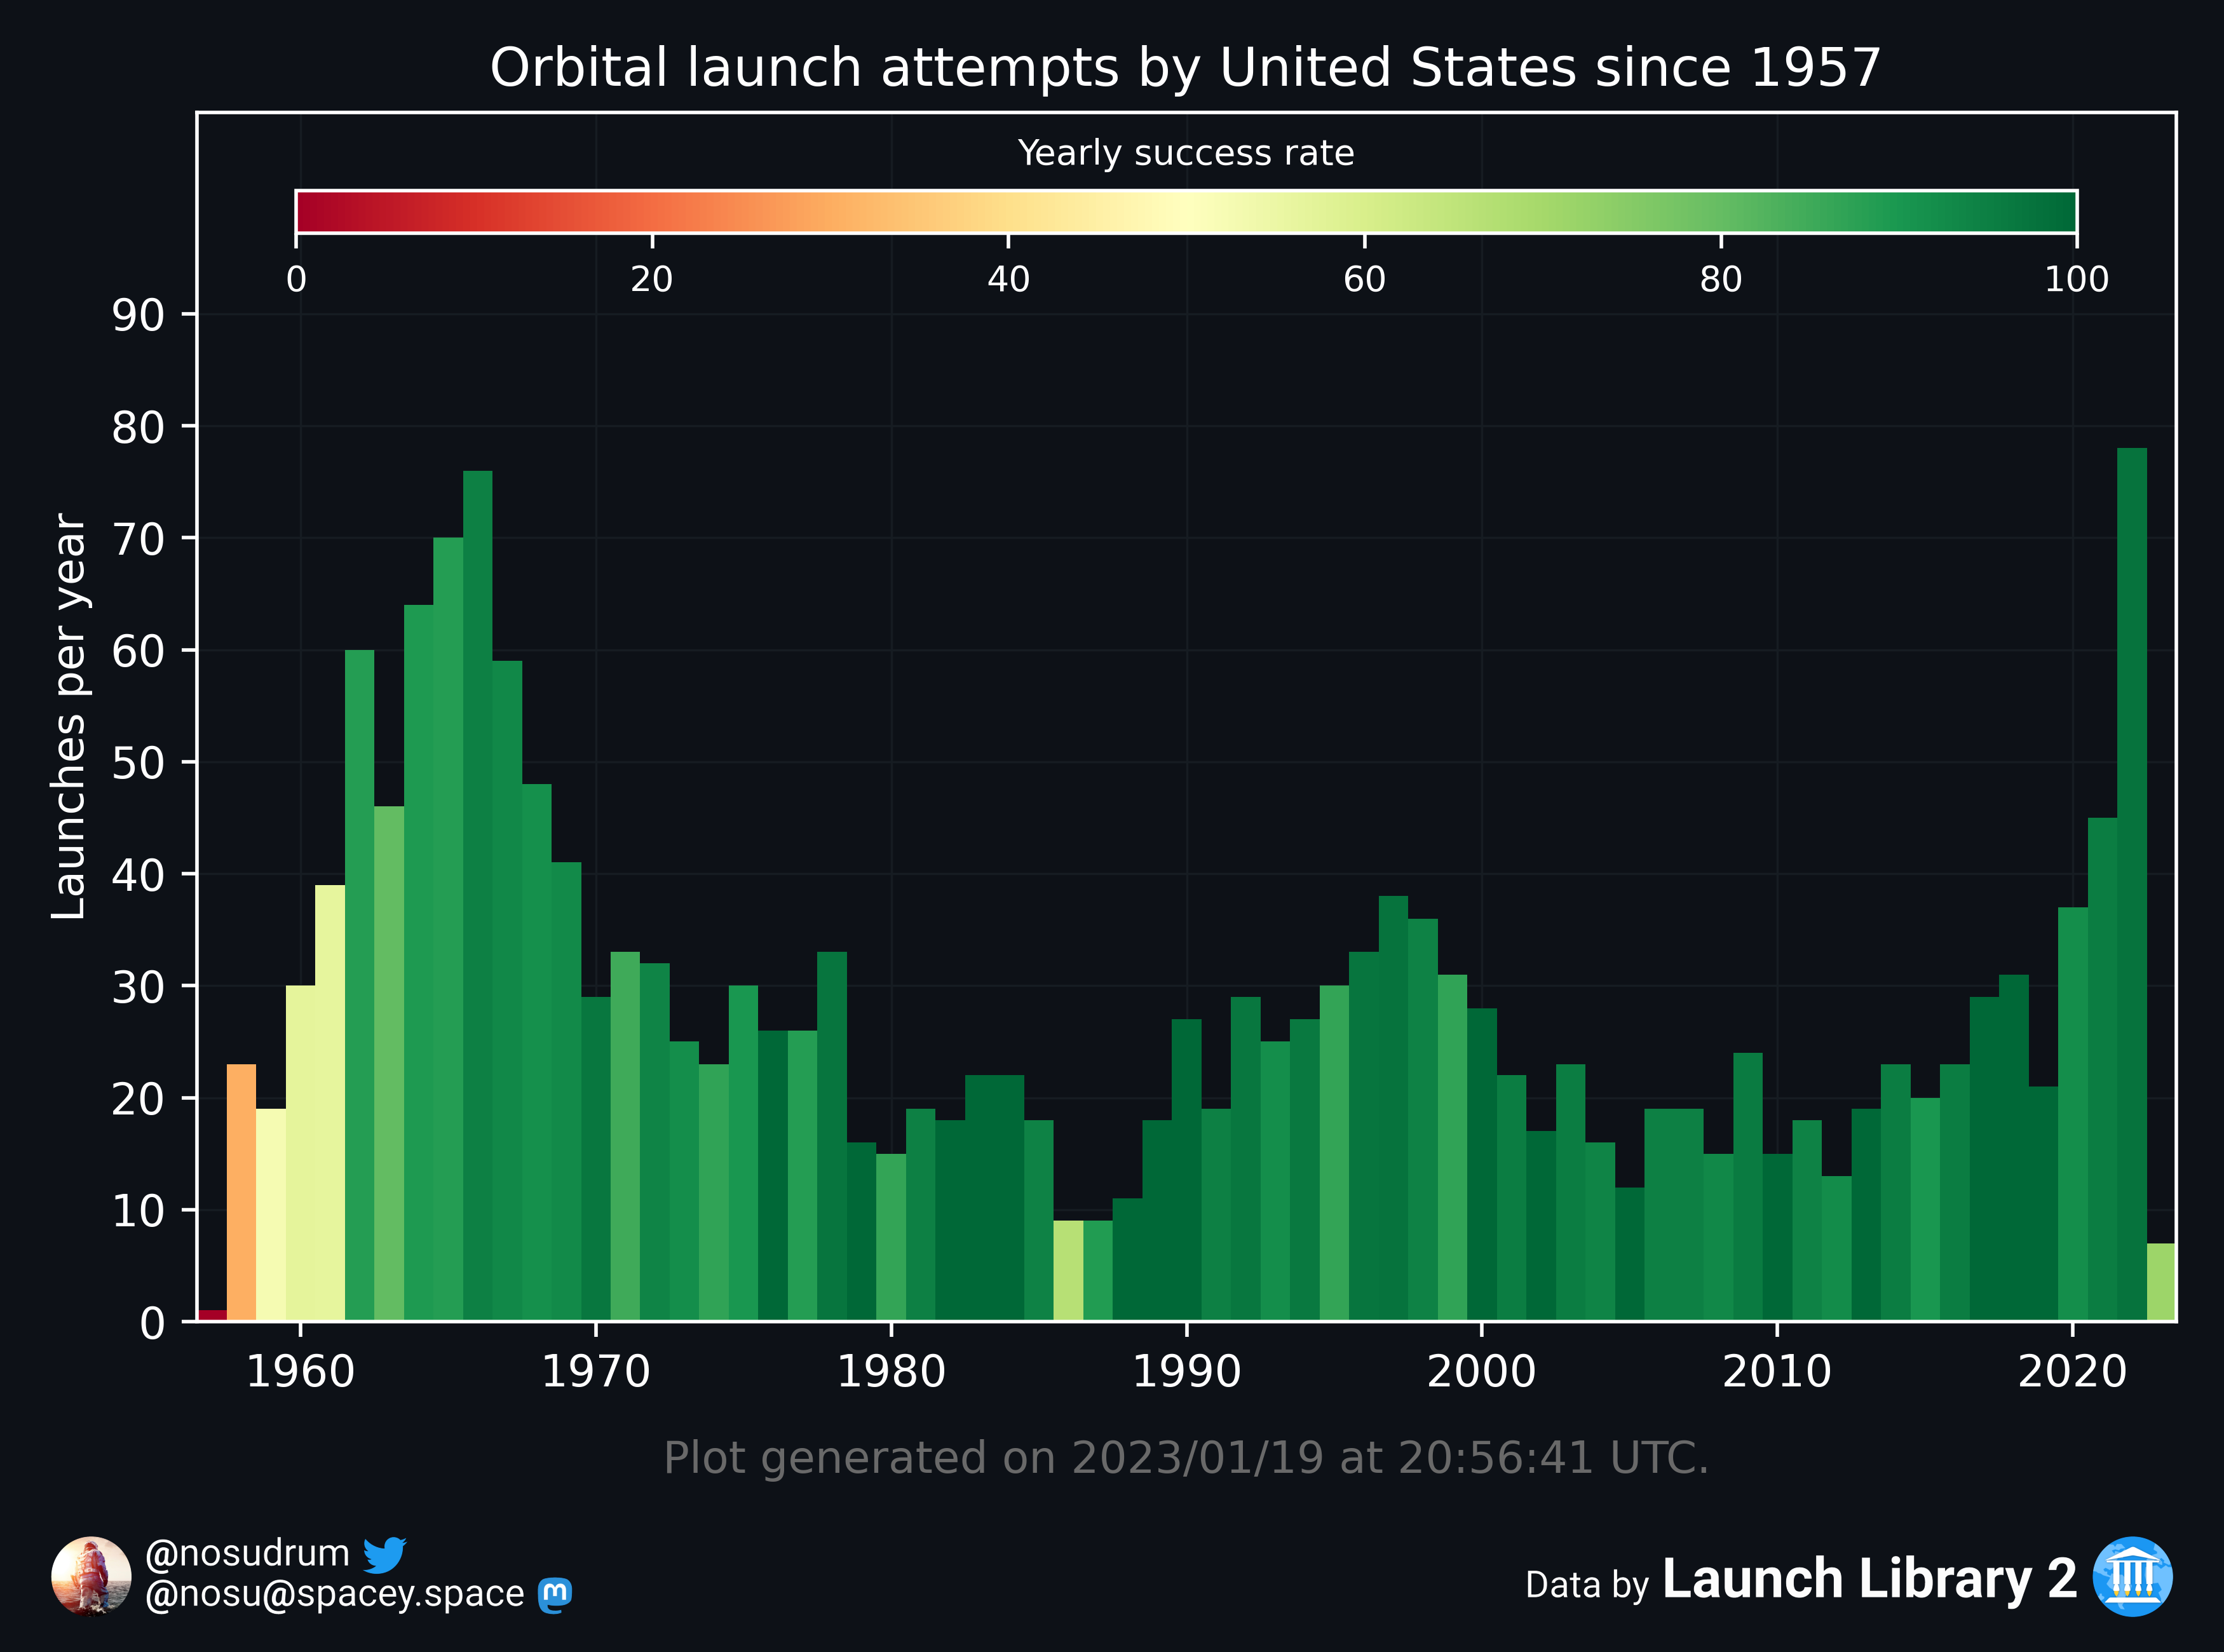 Orbital launch attempts by United States since 1957
Yearly success rate
0 20 40 60 80 100
Launches per year
90
80
70
60
50
40
30
20
10
0
1960 1970 1980 1990 2000 2010 2020
Plot generated on 2023/01/19 at 20:56:41 UTC.
@nosudrum
@nosu@spacey.space
Data by Launch Library 2